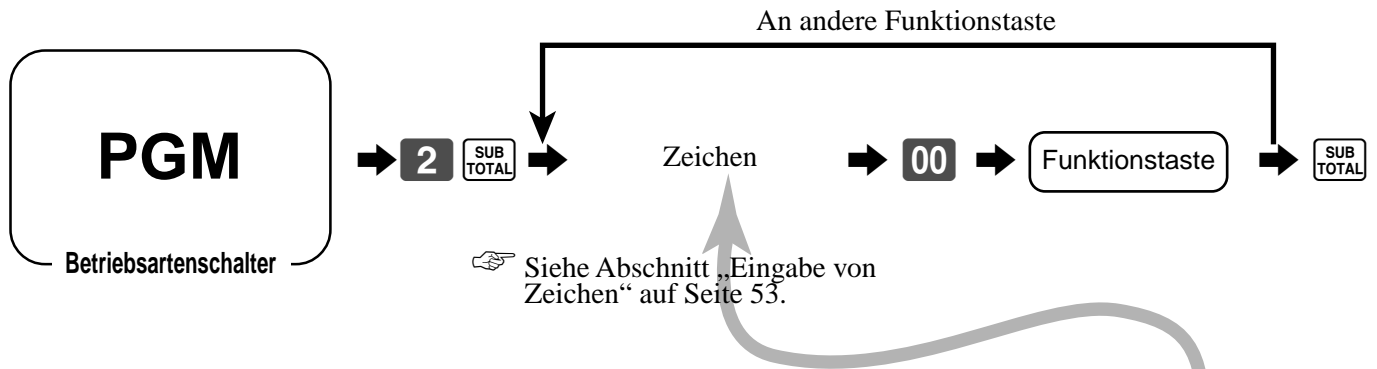 An andere Funktionstaste
PGM
2 SUB TOTAL Zeichen 00 Funktionstaste SUB TOTAL
Betriebsartenschalter
☞ Siehe Abschnitt „Eingabe von
Zeichen“ auf Seite 53.